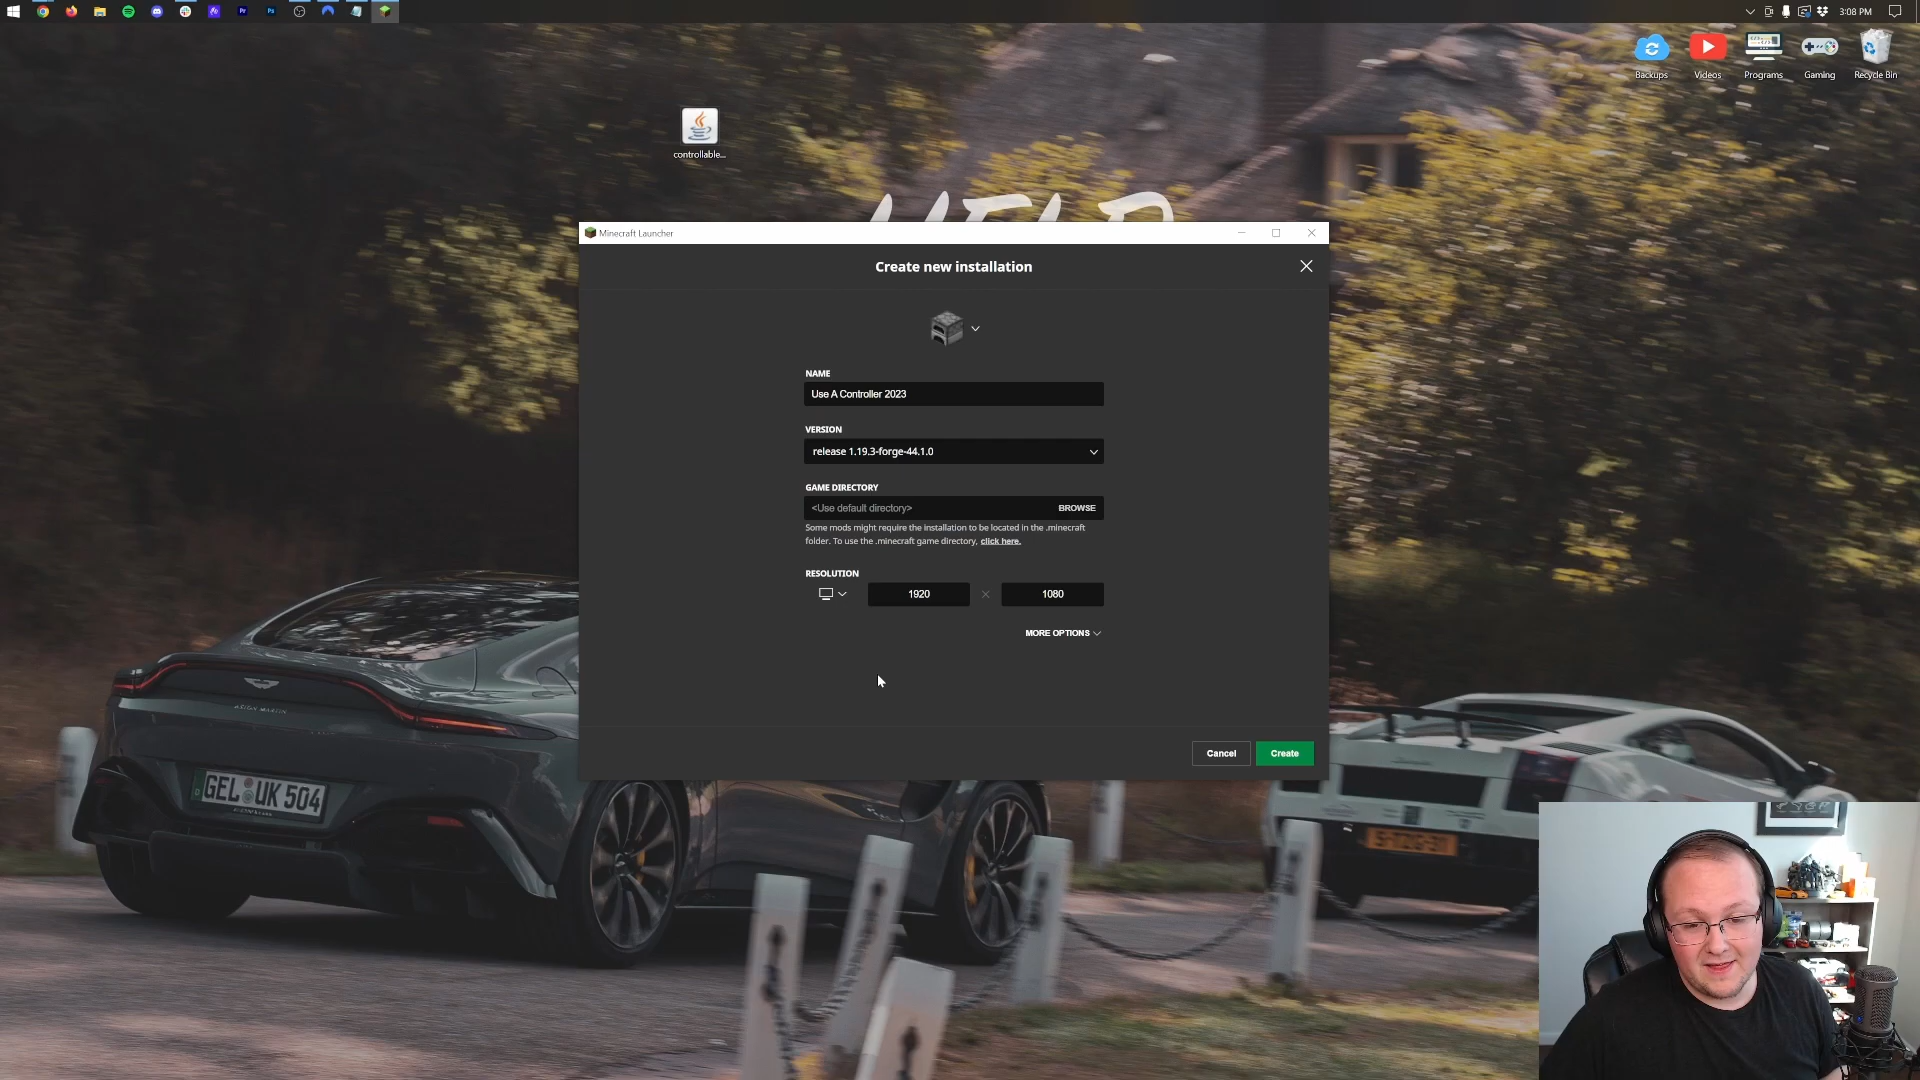 3:08 PM
Backups
Videos
Programs
Gaming
Recycle Bin
controllable...
HELP
Minecraft Launcher
Create new installation
NAME
Use A Controller 2023
VERSION
release 1.19.3-forge-44.1.0
GAME DIRECTORY
<Use default directory>
BROWSE
Some mods might require the installation to be located in the .minecraft
folder. To use the .minecraft game directory, click here.
RESOLUTION
1920
1080
MORE OPTIONS
Cancel
Create
ASTON MARTIN
GEL UK 504